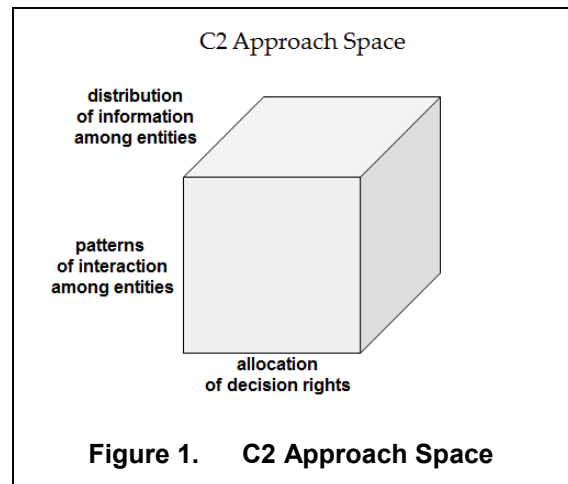 C2 Approach Space
distribution
of information
among entities
patterns
of interaction
among entities
allocation
of decision rights
Figure 1. C2 Approach Space